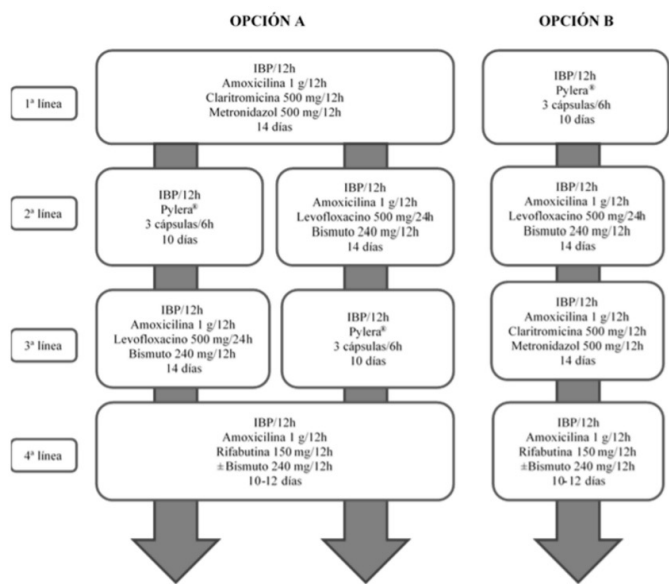 OPCIÓN A
OPCIÓN B
1ª línea
IBP/12h
Amoxicilina 1 g/12h
Claritromicina 500 mg/12h
Metronidazol 500 mg/12h
14 días
IBP/12h
Pylera®
3 cápsulas/6h
10 días
2ª línea
IBP/12h
Pylera®
3 cápsulas/6h
10 días
IBP/12h
Amoxicilina 1 g/12h
Levofloxacino 500 mg/24h
Bismuto 240 mg/12h
14 días
IBP/12h
Amoxicilina 1 g/12h
Levofloxacino 500 mg/24h
Bismuto 240 mg/12h
14 días
3ª línea
IBP/12h
Amoxicilina 1 g/12h
Levofloxacino 500 mg/24h
Bismuto 240 mg/12h
14 días
IBP/12h
Pylera®
3 cápsulas/6h
10 días
IBP/12h
Amoxicilina 1 g/12h
Claritromicina 500 mg/12h
Metronidazol 500 mg/12h
14 días
4ª línea
IBP/12h
Amoxicilina 1 g/12h
Rifabutina 150 mg/12h
±Bismuto 240 mg/12h
10-12 días
IBP/12h
Amoxicilina 1 g/12h
Rifabutina 150 mg/12h
±Bismuto 240 mg/12h
10-12 días